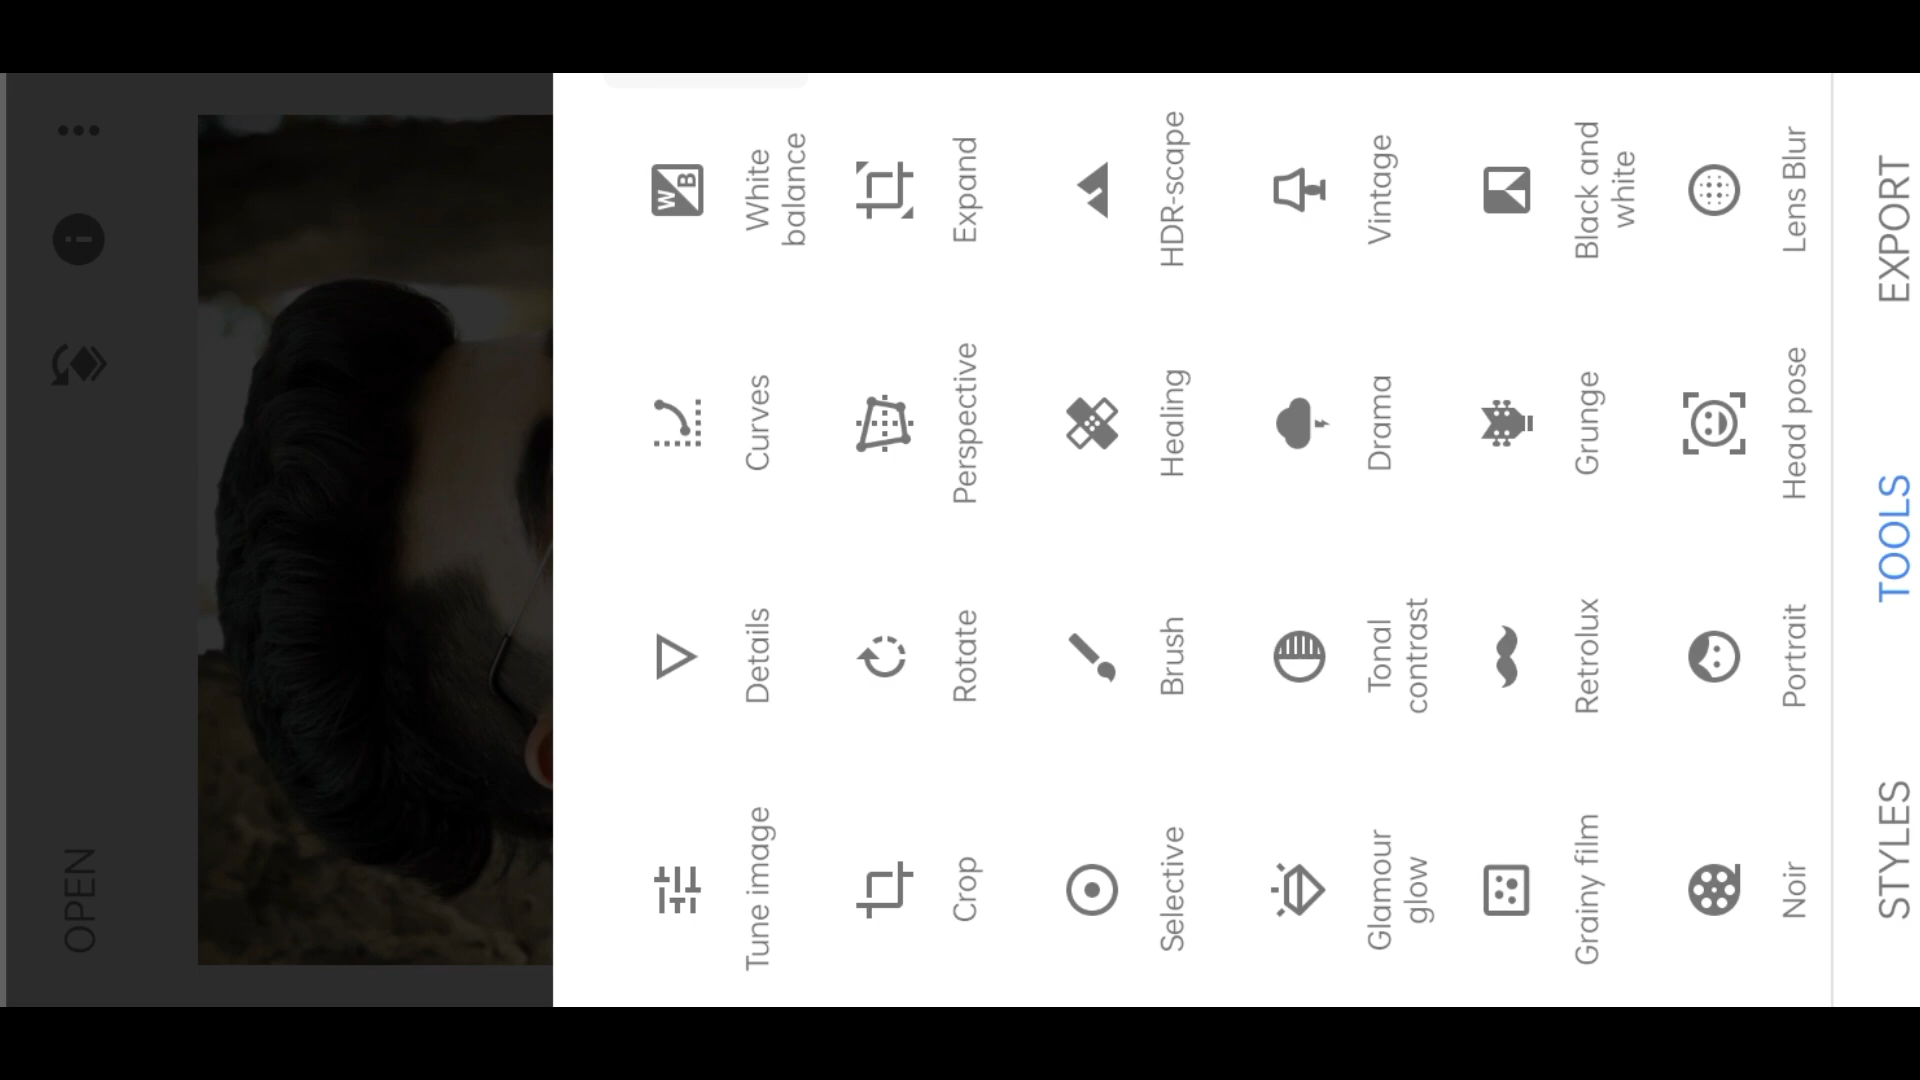 OPEN
Tune image
Details
Curves
White
balance
Crop
Rotate
Perspective
Expand
Selective
Brush
Healing
HDR-scape
Glamour
glow
Tonal
contrast
Drama
Vintage
Grainy film
Retrolux
Grunge
Black and
white
Noir
Portrait
Head pose
Lens Blur
STYLES
TOOLS
EXPORT